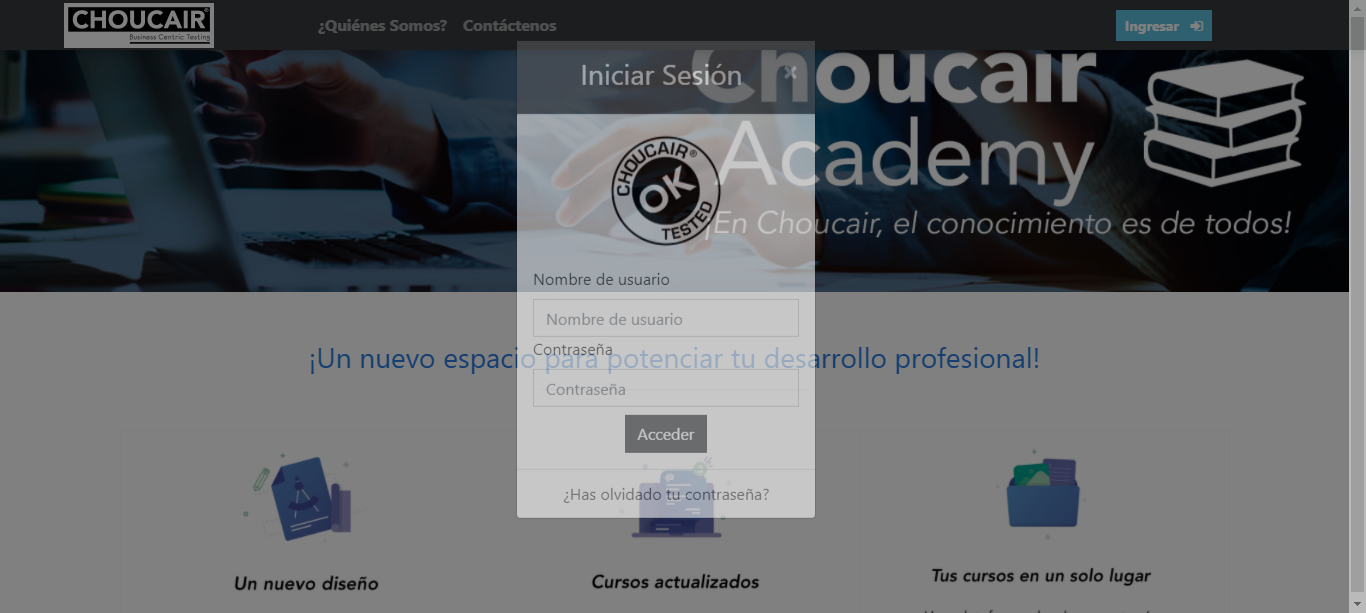 CHOUCAIR®
Business Centric Testing
¿Quiénes Somos? Contáctenos
Ingresar
Iniciar Sesión ×
Choucair
Academy
¡En Choucair, el conocimiento es de todos!
CHOUCAIR®
OK
TESTED
Nombre de usuario
Nombre de usuario
Contraseña
¡Un nuevo espacio para potenciar tu desarrollo profesional!
Contraseña
Acceder
¿Has olvidado tu contraseña?
Un nuevo diseño
Cursos actualizados
Tus cursos en un solo lugar